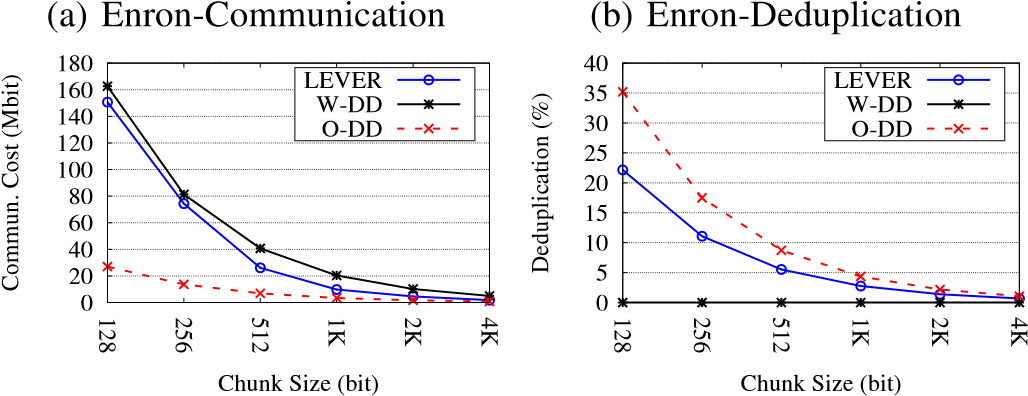 (a) Enron-Communication
Commun. Cost (Mbit)
180
160
140
120
100
80
60
40
20
0
LEVER
W-DD
O-DD
128
256
512
1K
2K
4K
Chunk Size (bit)
(b) Enron-Deduplication
Deduplication (%)
40
35
30
25
20
15
10
5
0
LEVER
W-DD
O-DD
128
256
512
1K
2K
4K
Chunk Size (bit)